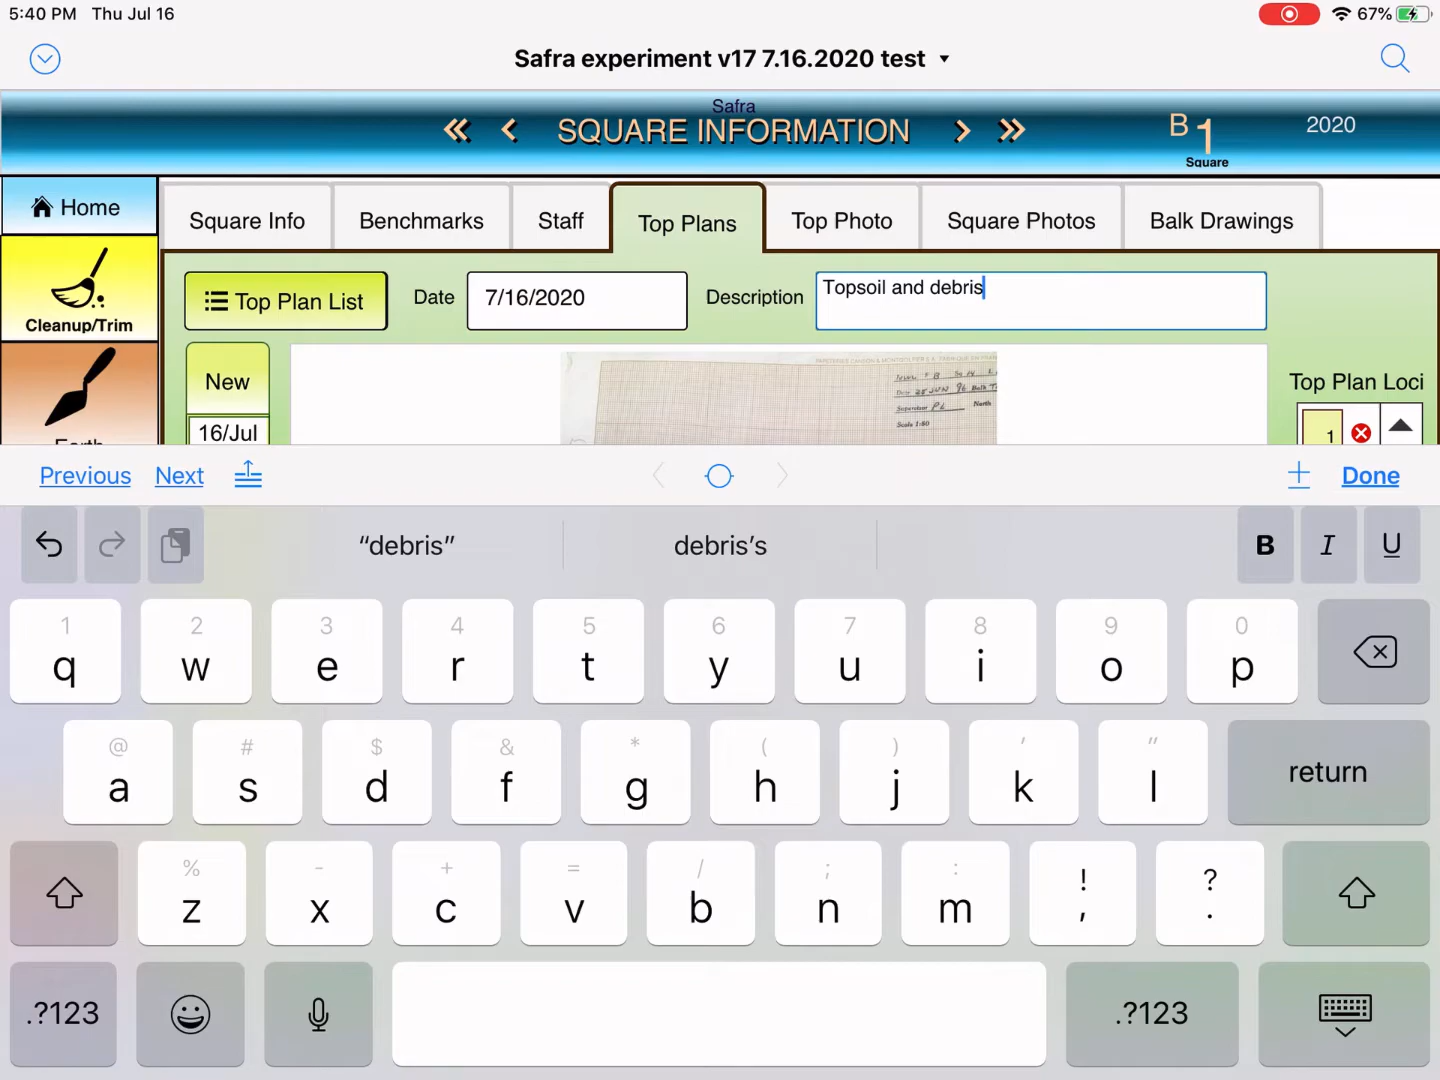 5:40 PM Thu Jul 16
67%
Safra experiment v17 7.16.2020 test
Safra
SQUARE INFORMATION
B 1
Square
2020
Home
Square Info
Benchmarks
Staff
Top Plans
Top Photo
Square Photos
Balk Drawings
Cleanup/Trim
Top Plan List
Date
7/16/2020
Description
Topsoil and debris
New
16/Jul
Scale 1:50
Top Plan Loci
1
Previous
Next
Done
“debris”
debris’s
B
I
U
1 2 3 4 5 6 7 8 9 0
q w e r t y u i o p
@ # $ & * ( ) ' "
a s d f g h j k l
return
% - + = / ; : ! ?
z x c v b n m , .
.?123
.?123